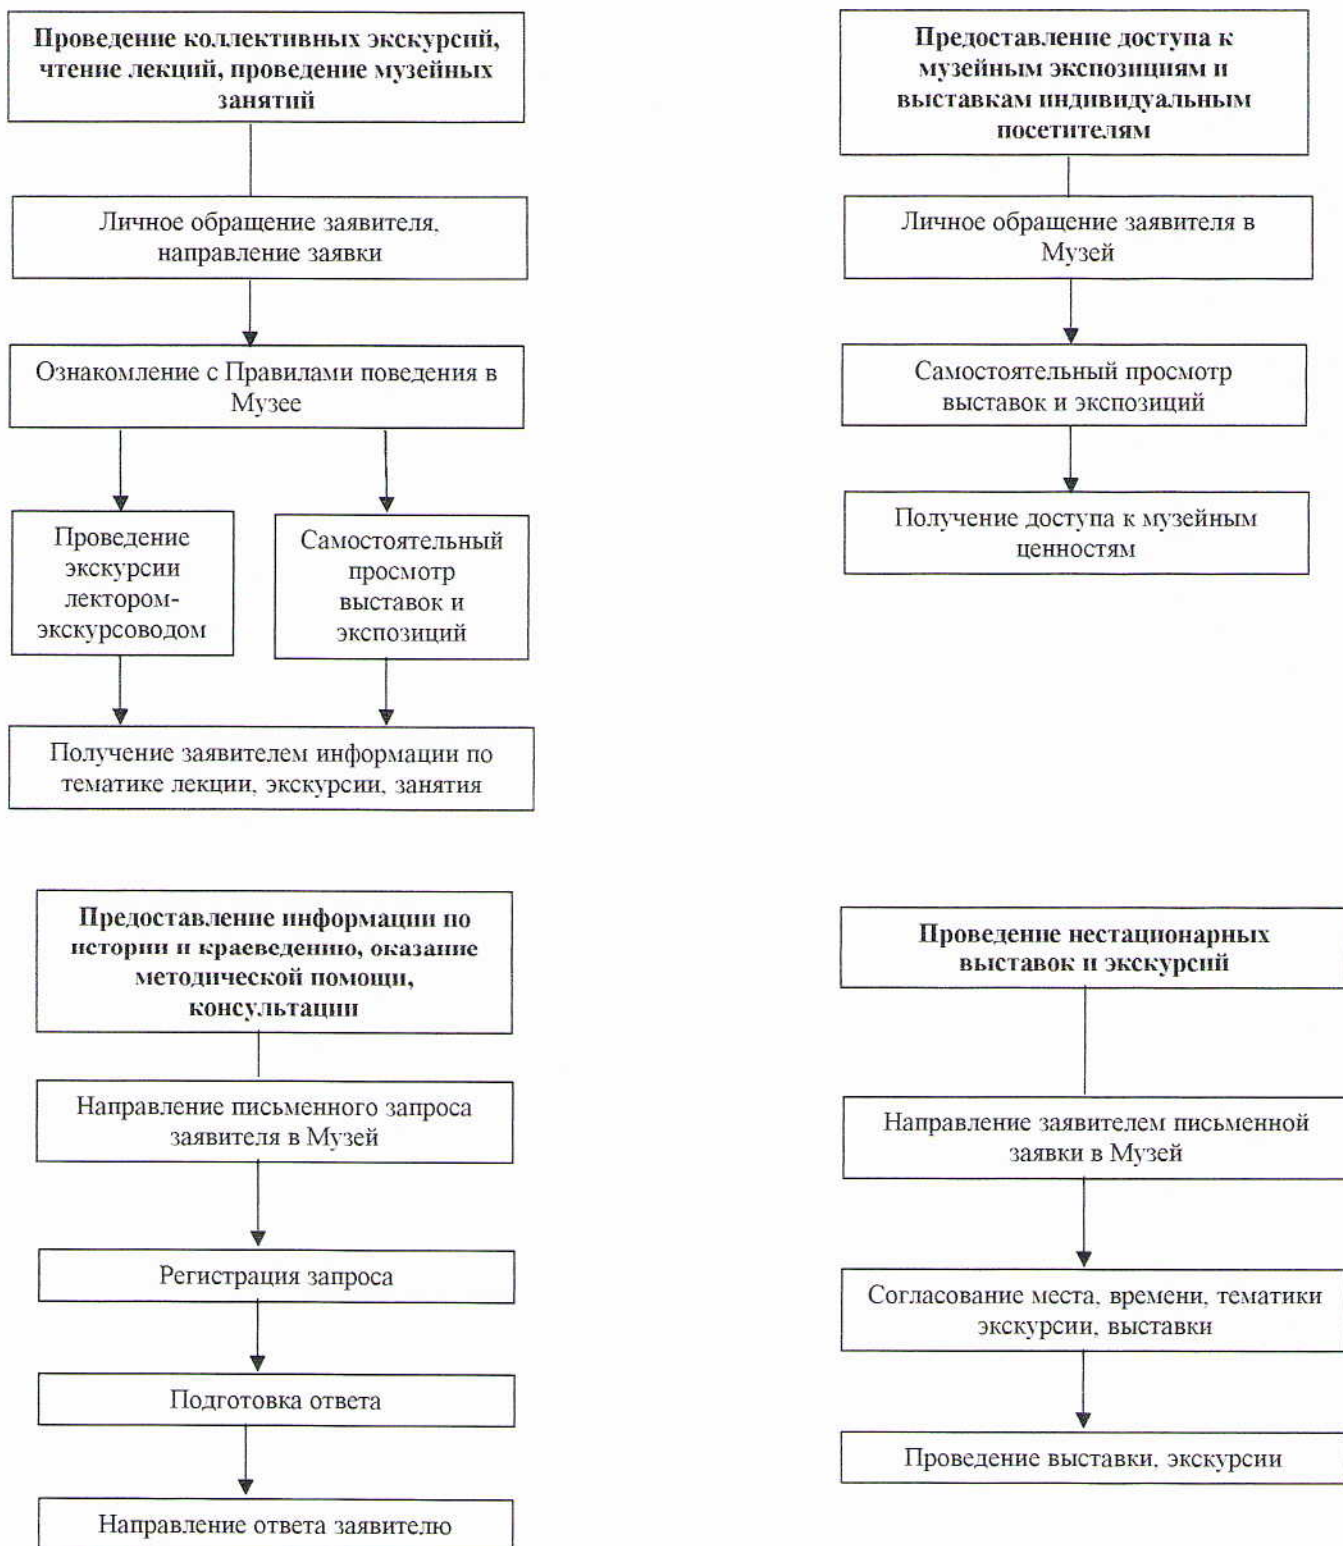 Проведение коллективных экскурсий,
чтение лекций, проведение музейных
занятий
Личное обращение заявителя,
направление заявки
Ознакомление с Правилами поведения в
Музее
Проведение
экскурсии
лектором-
экскурсоводом
Самостоятельный
просмотр
выставок и
экспозиций
Получение заявителем информации по
тематике лекции, экскурсии, занятия
Предоставление доступа к
музейным экспозициям и
выставкам индивидуальным
посетителям
Личное обращение заявителя в
Музей
Самостоятельный просмотр
выставок и экспозиций
Получение доступа к музейным
ценностям
Предоставление информации по
истории и краеведению, оказание
методической помощи,
консультации
Направление письменного запроса
заявителя в Музей
Регистрация запроса
Подготовка ответа
Направление ответа заявителю
Проведение нестационарных
выставок и экскурсий
Направление заявителем письменной
заявки в Музей
Согласование места, времени, тематики
экскурсии, выставки
Проведение выставки, экскурсии